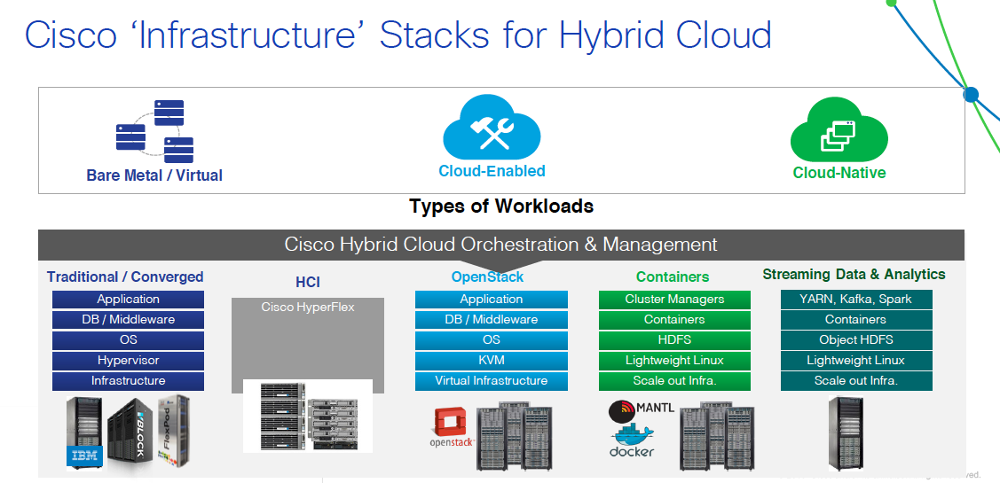 Cisco ‘Infrastructure’ Stacks for Hybrid Cloud
Bare Metal / Virtual
Cloud-Enabled
Cloud-Native
Types of Workloads
Cisco Hybrid Cloud Orchestration & Management
Traditional / Converged
Application
DB / Middleware
OS
Hypervisor
Infrastructure
IBM
VBLOCK
FlexPod
HCI
Cisco HyperFlex
OpenStack
Application
DB / Middleware
OS
KVM
Virtual Infrastructure
openstack
Containers
Cluster Managers
Containers
HDFS
Lightweight Linux
Scale out Infra.
MANTL
docker
Streaming Data & Analytics
YARN, Kafka, Spark
Containers
Object HDFS
Lightweight Linux
Scale out Infra.